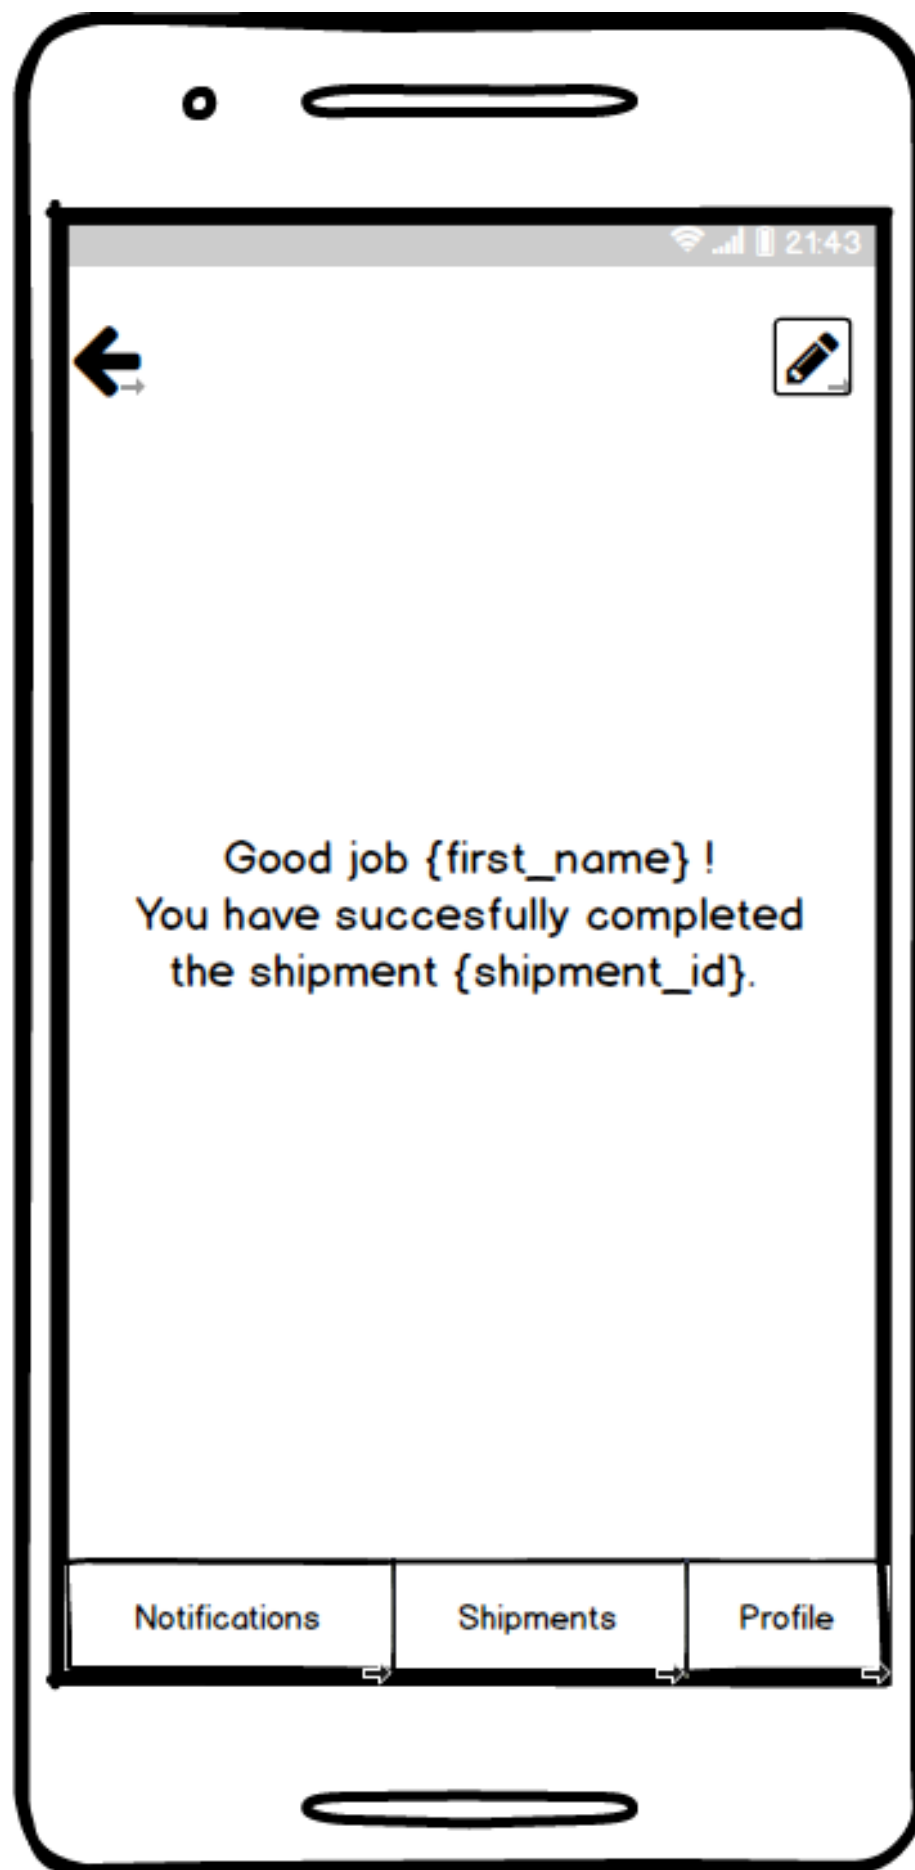 21:43
Good job {first_name} !
You have succesfully completed
the shipment {shipment_id}.
Notifications
Shipments
Profile